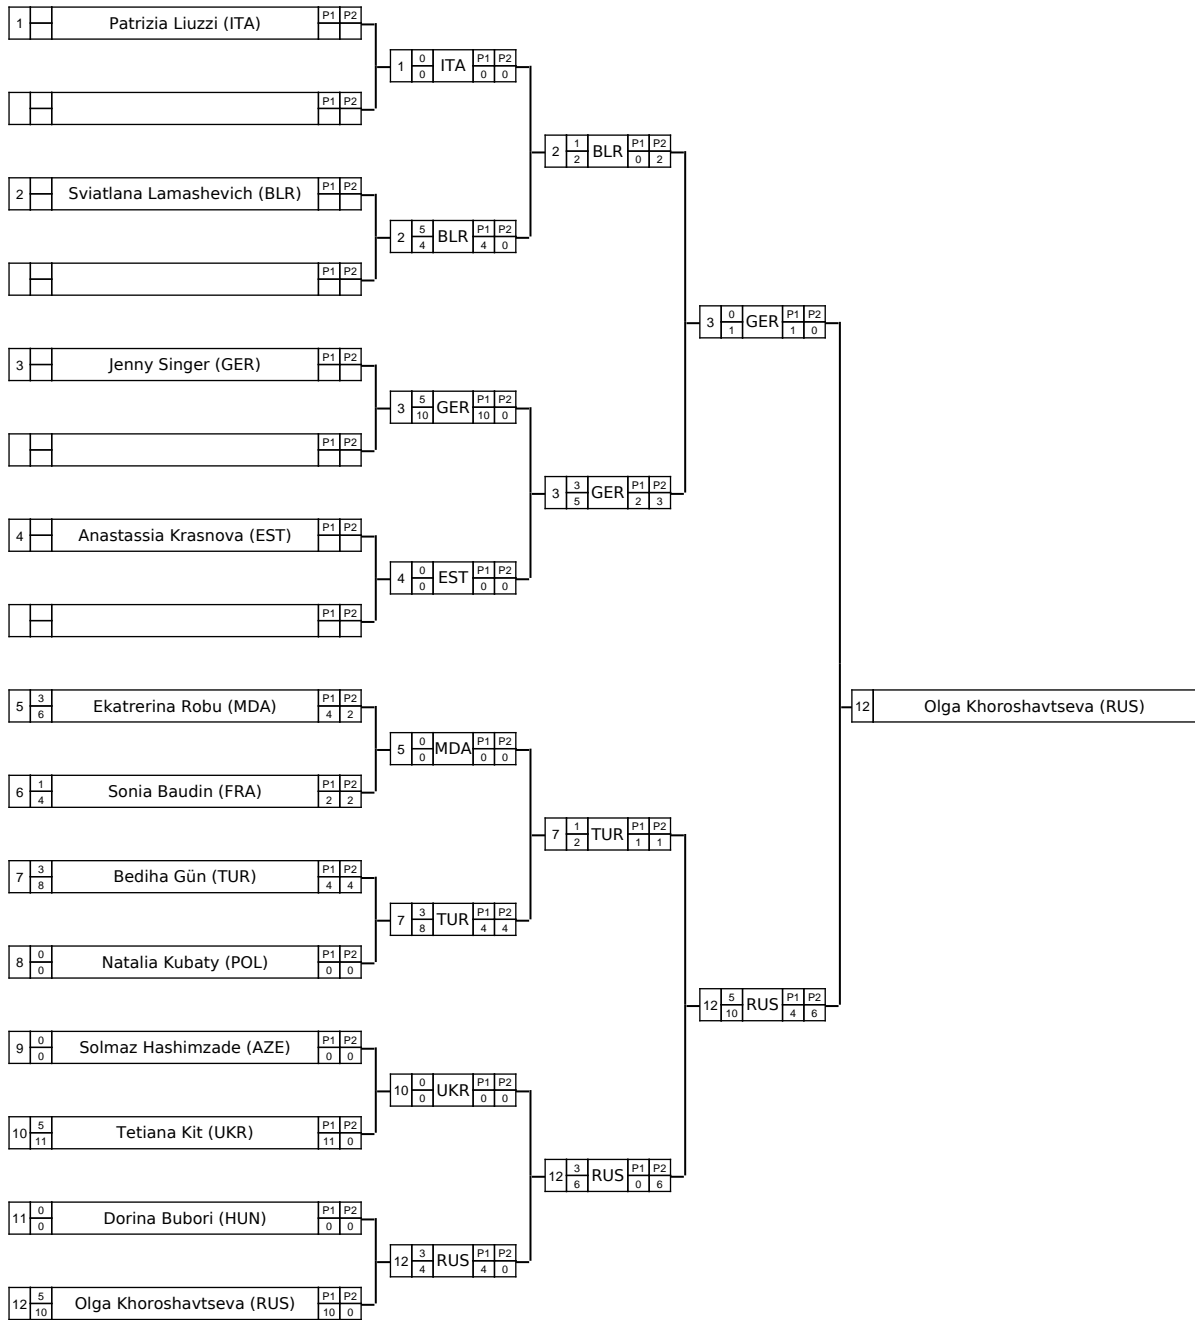 1 Patrizia Liuzzi (ITA) P1 P2
1 0 0 ITA P1 P2 0 0
P1 P2
2 1 2 BLR P1 P2 0 2
2 Sviatlana Lamashevich (BLR) P1 P2
2 5 4 BLR P1 P2 4 0
P1 P2
3 0 1 GER P1 P2 1 0
3 Jenny Singer (GER) P1 P2
3 5 10 GER P1 P2 10 0
P1 P2
3 3 5 GER P1 P2 2 3
4 Anastassia Krasnova (EST) P1 P2
4 0 0 EST P1 P2 0 0
P1 P2
5 3 6 Ekatrerina Robu (MDA) P1 P2 4 2
12 Olga Khoroshavtseva (RUS)
5 0 0 MDA P1 P2 0 0
6 1 4 Sonia Baudin (FRA) P1 P2 2 2
7 1 2 TUR P1 P2 1 1
7 3 8 Bediha Gün (TUR) P1 P2 4 4
7 3 8 TUR P1 P2 4 4
8 0 0 Natalia Kubaty (POL) P1 P2 0 0
12 5 10 RUS P1 P2 4 6
9 0 0 Solmaz Hashimzade (AZE) P1 P2 0 0
10 0 0 UKR P1 P2 0 0
10 5 11 Tetiana Kit (UKR) P1 P2 11 0
12 3 6 RUS P1 P2 0 6
11 0 0 Dorina Bubori (HUN) P1 P2 0 0
12 3 4 RUS P1 P2 4 0
12 5 10 Olga Khoroshavtseva (RUS) P1 P2 10 0